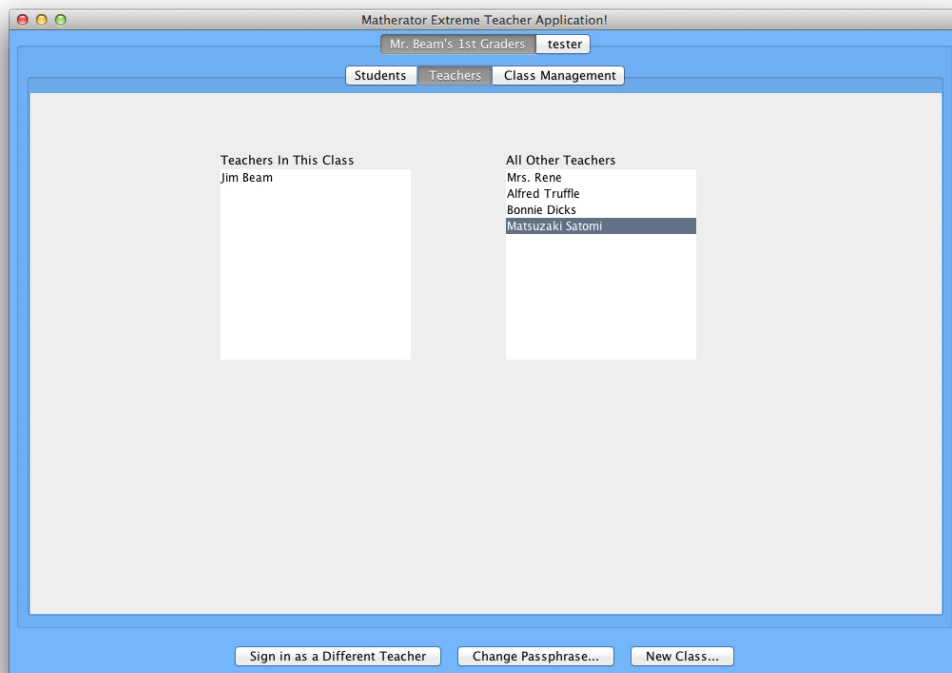 Matherator Extreme Teacher Application!
Mr. Beam's 1st Graders tester
Students Teachers Class Management
Teachers In This Class
Jim Beam
All Other Teachers
Mrs. Rene
Alfred Truffle
Bonnie Dicks
Matsuzaki Satomi
Sign in as a Different Teacher Change Passphrase... New Class...